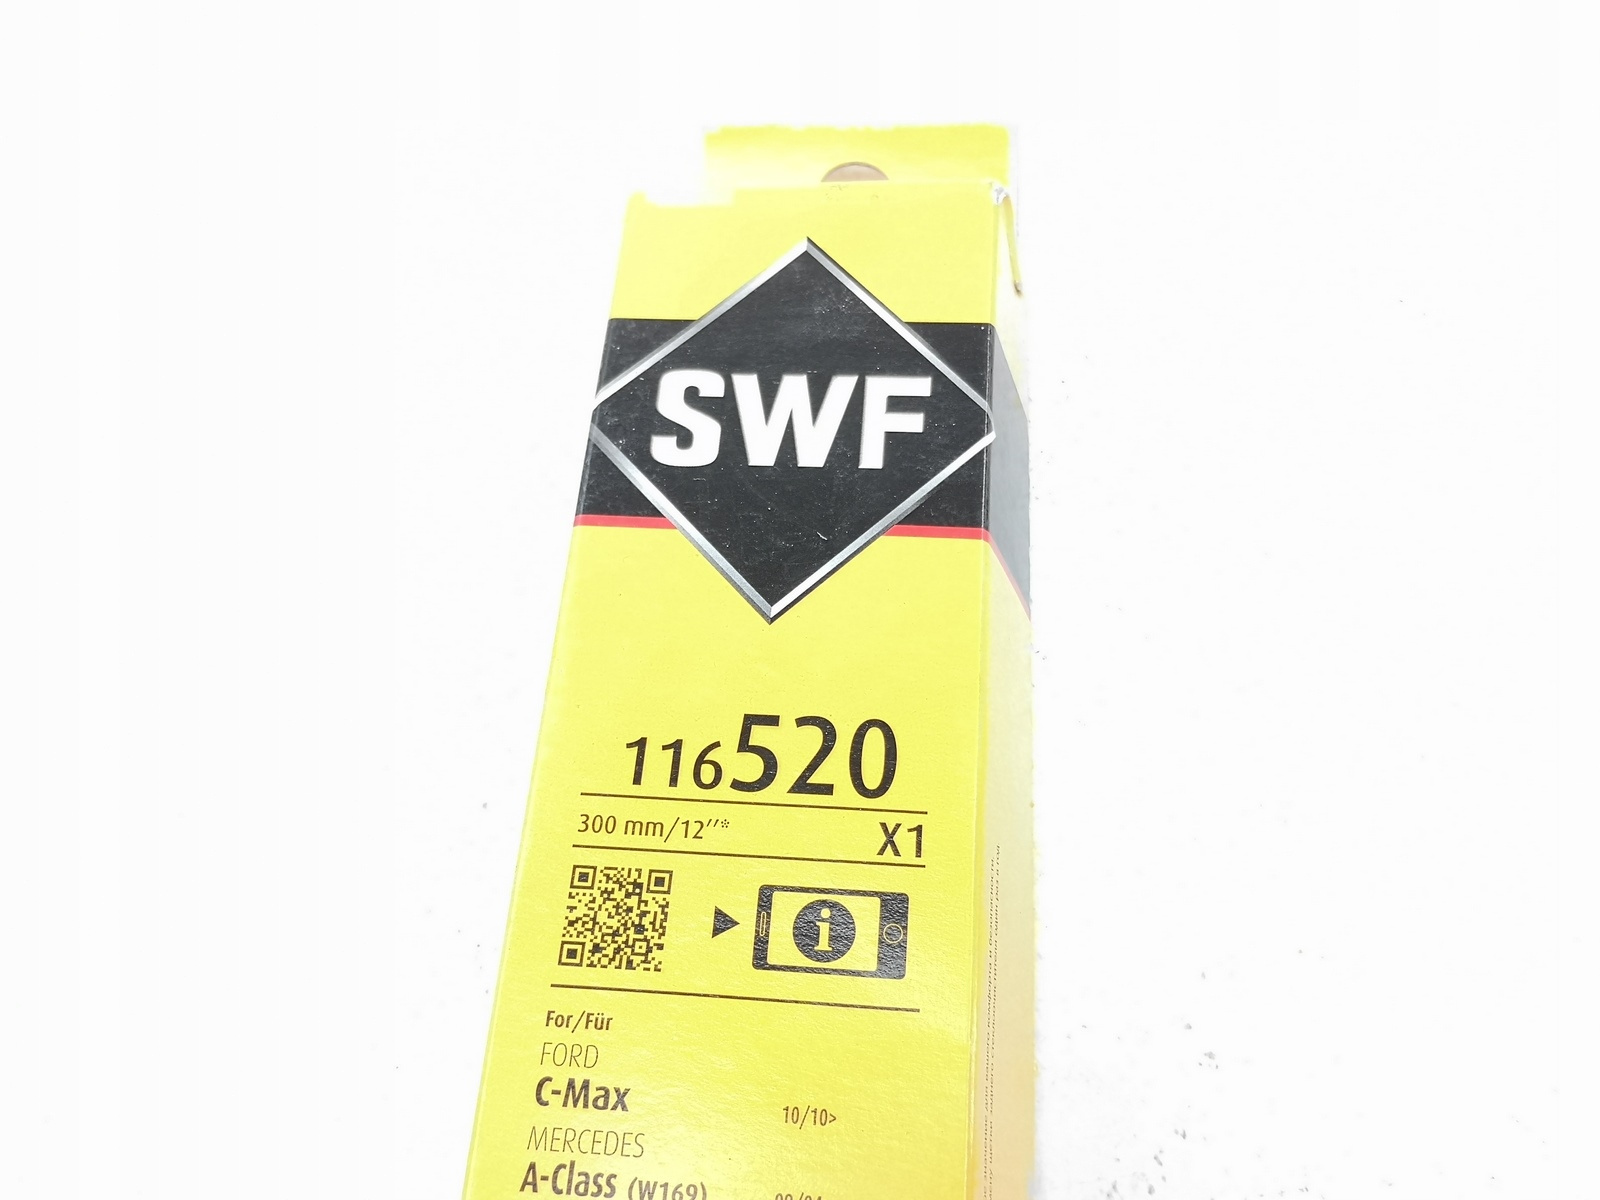 SWF
116520
300 mm/12″* X1
For/Für
FORD
C-Max 10/10>
MERCEDES
A-Class (W169)